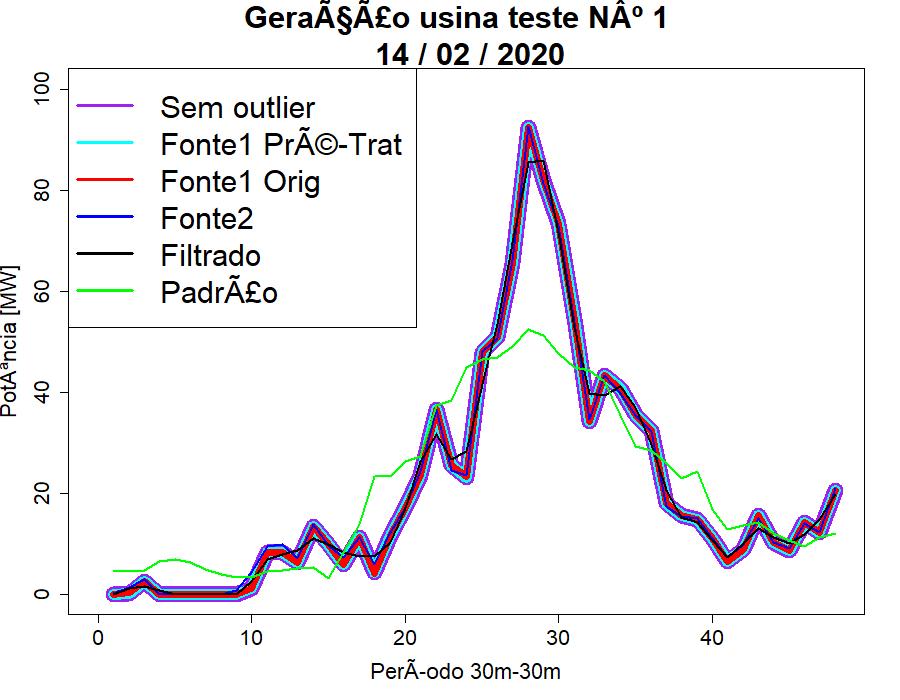 GeraÃ§Ã£o usina teste NÂº 1
14 / 02 / 2020
Sem outlier
Fonte1 PrÃ©-Trat
Fonte1 Orig
Fonte2
Filtrado
PadrÃ£o
PotÃªncia [MW]
100
80
60
40
20
0
0 10 20 30 40
PerÃ­-odo 30m-30m